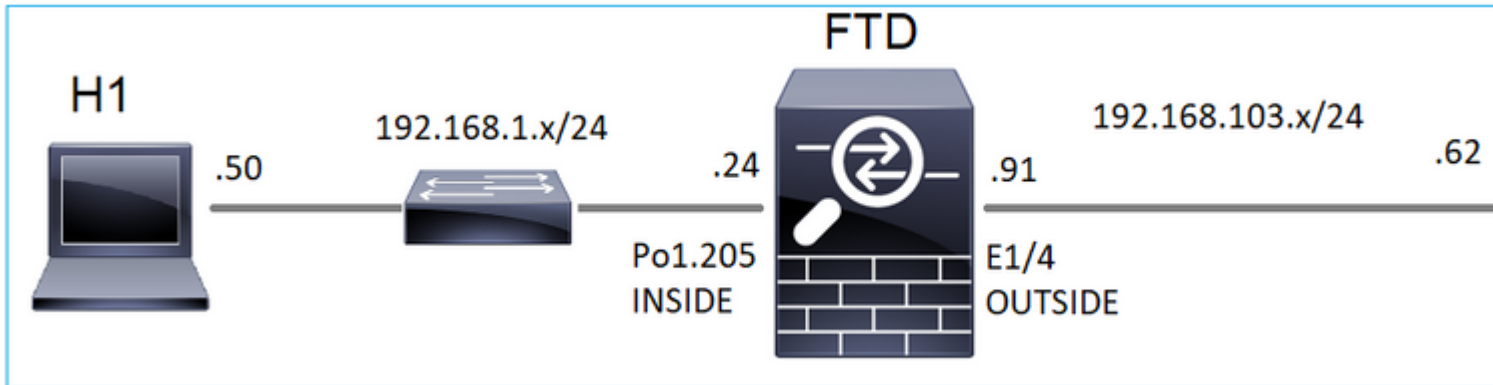 FTD
H1
192.168.1.x/24
192.168.103.x/24
.50
.24
.91
.62
Po1.205
INSIDE
E1/4
OUTSIDE